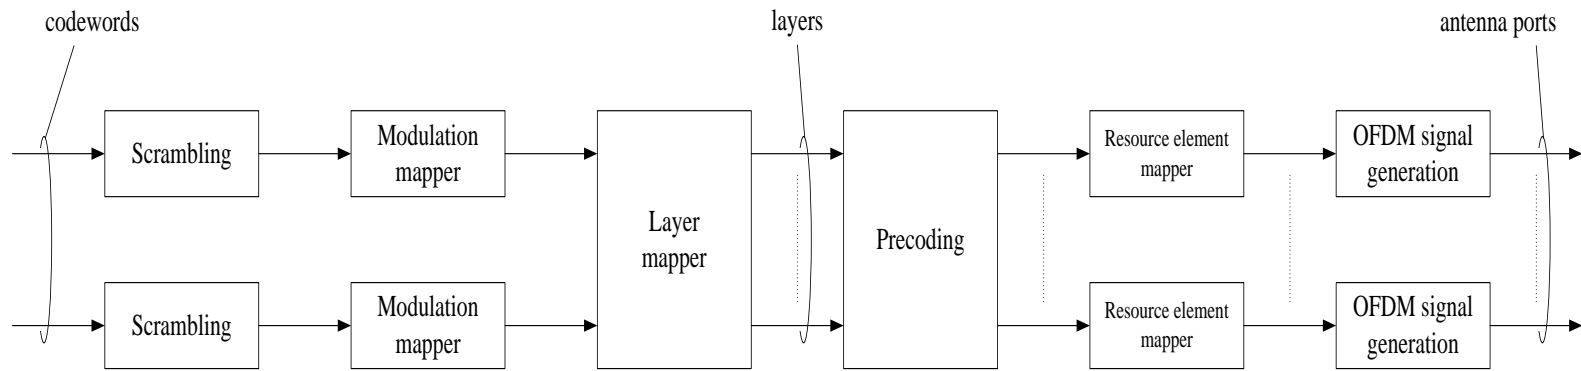 codewords
layers
antenna ports
Scrambling
Modulation
mapper
Layer
mapper
Precoding
Resource element
mapper
OFDM signal
generation
Scrambling
Modulation
mapper
Resource element
mapper
OFDM signal
generation